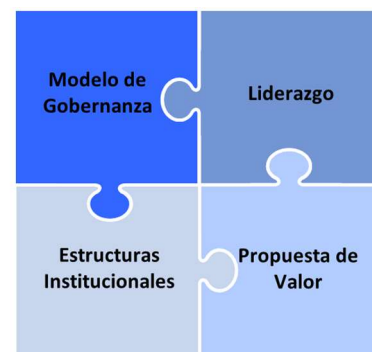 Modelo de
Gobernanza
Liderazgo
Estructuras
Institucionales
Propuesta de
Valor